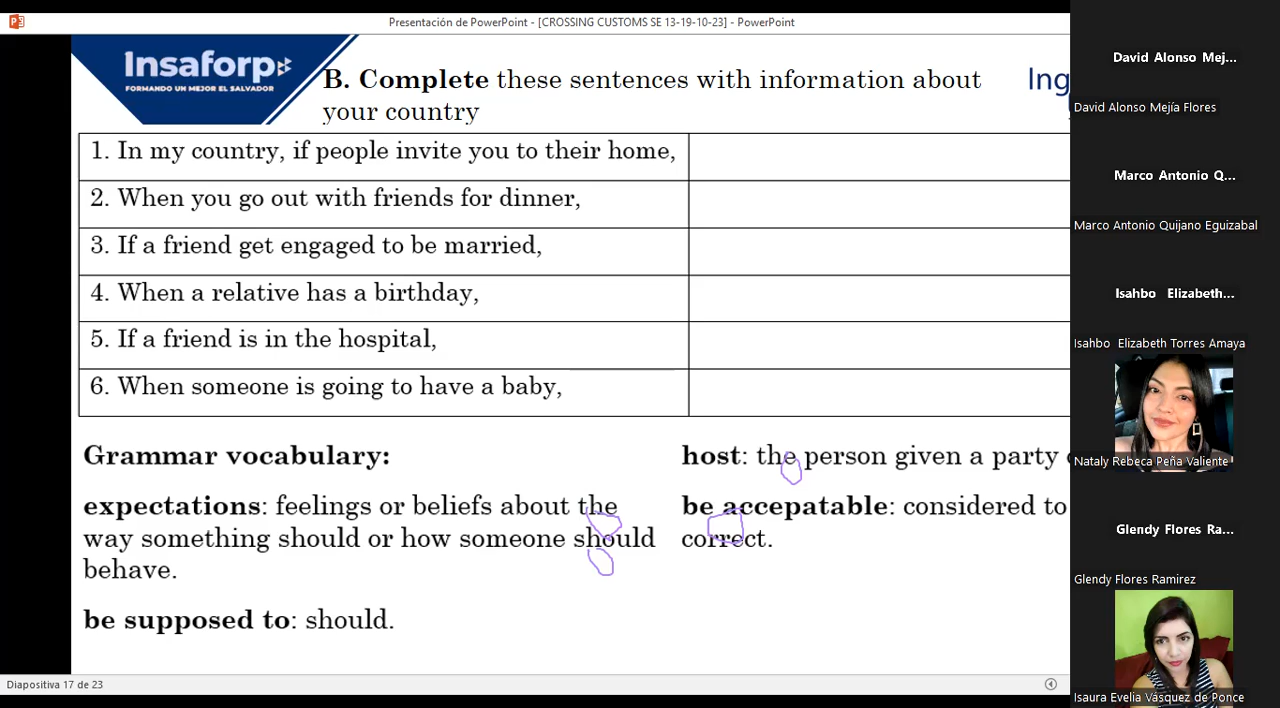 Presentación de PowerPoint - [CROSSING CUSTOMS SE 13-19-10-23] - PowerPoint
Insaforp
FORMANDO UN MEJOR EL SALVADOR
B. Complete these sentences with information about
your country
Ing
1. In my country, if people invite you to their home,
2. When you go out with friends for dinner,
3. If a friend get engaged to be married,
4. When a relative has a birthday,
5. If a friend is in the hospital,
6. When someone is going to have a baby,
Grammar vocabulary:
expectations: feelings or beliefs about the
way something should or how someone should
behave.
be supposed to: should.
host: the person given a party
be accepatable: considered to
correct.
Diapositiva 17 de 23
David Alonso Mej...
David Alonso Mejía Flores
Marco Antonio Q...
Marco Antonio Quijano Eguizabal
Isahbo Elizabeth...
Isahbo Elizabeth Torres Amaya
Nataly Rebeca Peña Valiente
Glendy Flores Ra...
Glendy Flores Ramirez
Isaura Evelia Vásquez de Ponce